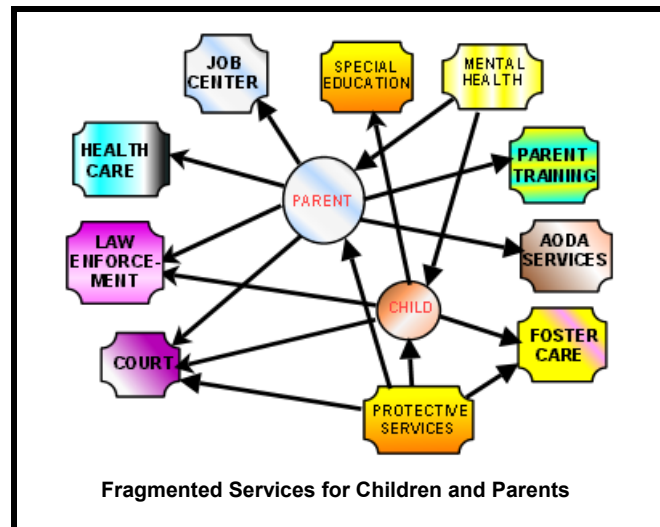 JOB
CENTER
SPECIAL
EDUCATION
MENTAL
HEALTH
HEALTH
CARE
PARENT
PARENT
TRAINING
LAW
ENFORCE-
MENT
AODA
SERVICES
CHILD
COURT
FOSTER
CARE
PROTECTIVE
SERVICES
Fragmented Services for Children and Parents